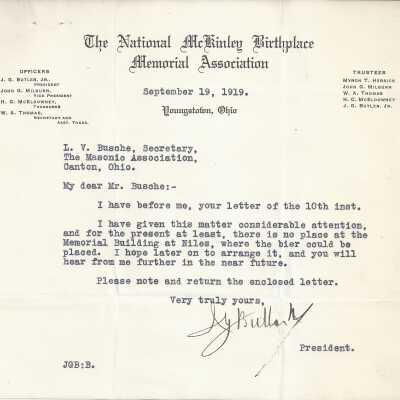 The National McKinley Birthplace
Memorial Association
OFFICERS
J. G. BUTLER, JR.,
PRESIDENT
JOHN G. MILBURN,
VICE PRESIDENT
H. C. McELDOWNEY,
TREASURER
W. A. THOMAS,
SECRETARY AND
ASST. TREAS.
TRUSTEES
MYRON T. HERRICK
JOHN G. MILBURN
W. A. THOMAS
H. C. McELDOWNEY
J. G. BUTLER, JR.
September 19, 1919.
Youngstown, Ohio
L. V. Busche, Secretary,
The Masonic Association,
Canton, Ohio.
My dear Mr. Busche:-
I have before me, your letter of the 10th inst.
I have given this matter considerable attention,
and for the present at least, there is no place at the
Memorial Building at Niles, where the bier could be
placed. I hope later on to arrange it, and you will
hear from me further in the near future.
Please note and return the enclosed letter.
Very truly yours,
J G Butler Jr
President.
JGB:B.